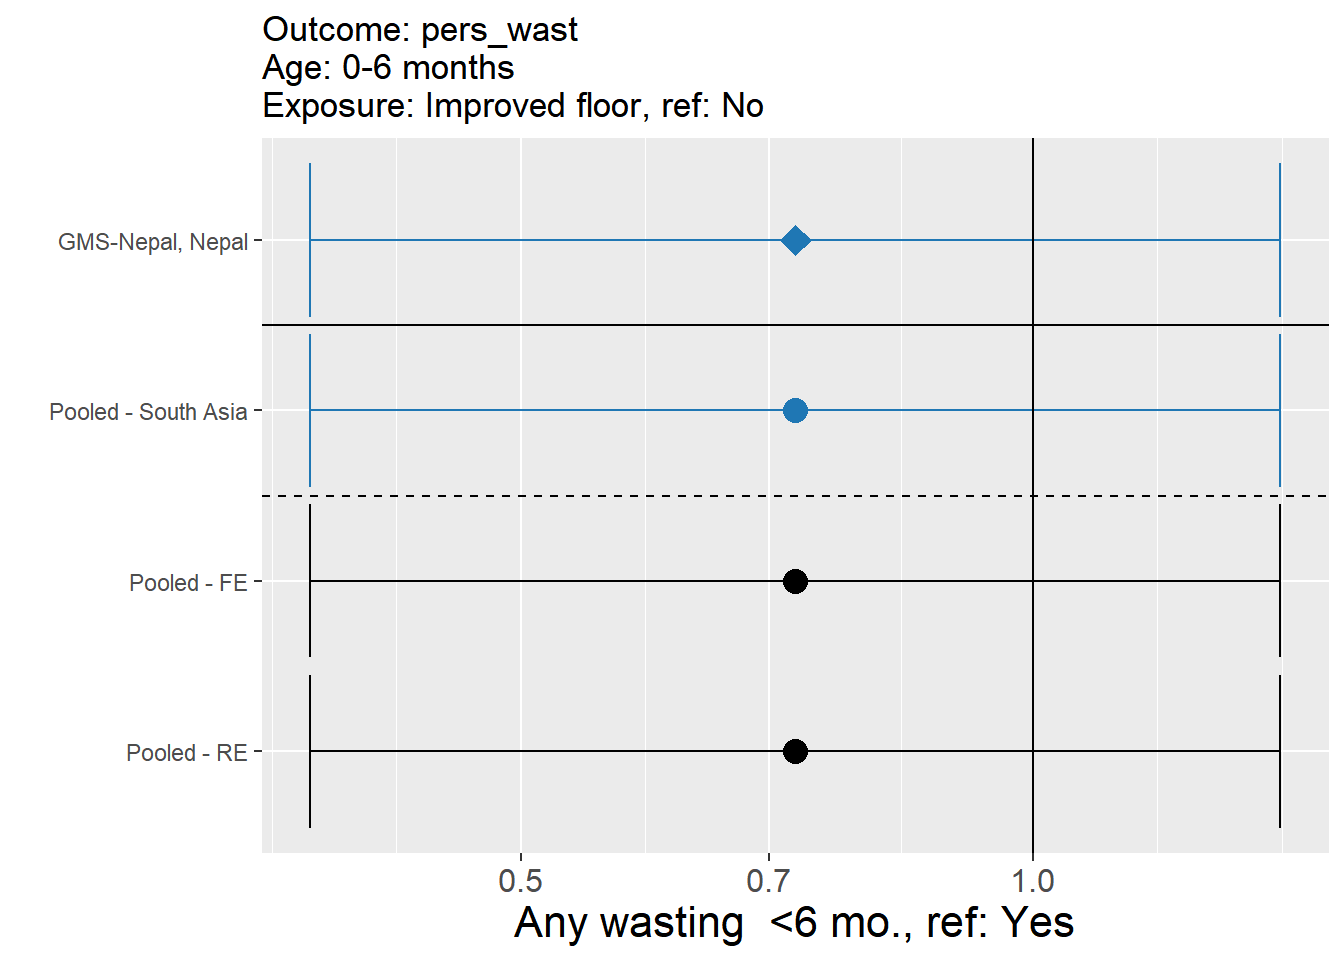 Outcome: pers_wast
Age: 0-6 months
Exposure: Improved floor, ref: No
GMS-Nepal, Nepal
Pooled - South Asia
Pooled - FE
Pooled - RE
0.5 0.7 1.0
Any wasting  <6 mo., ref: Yes